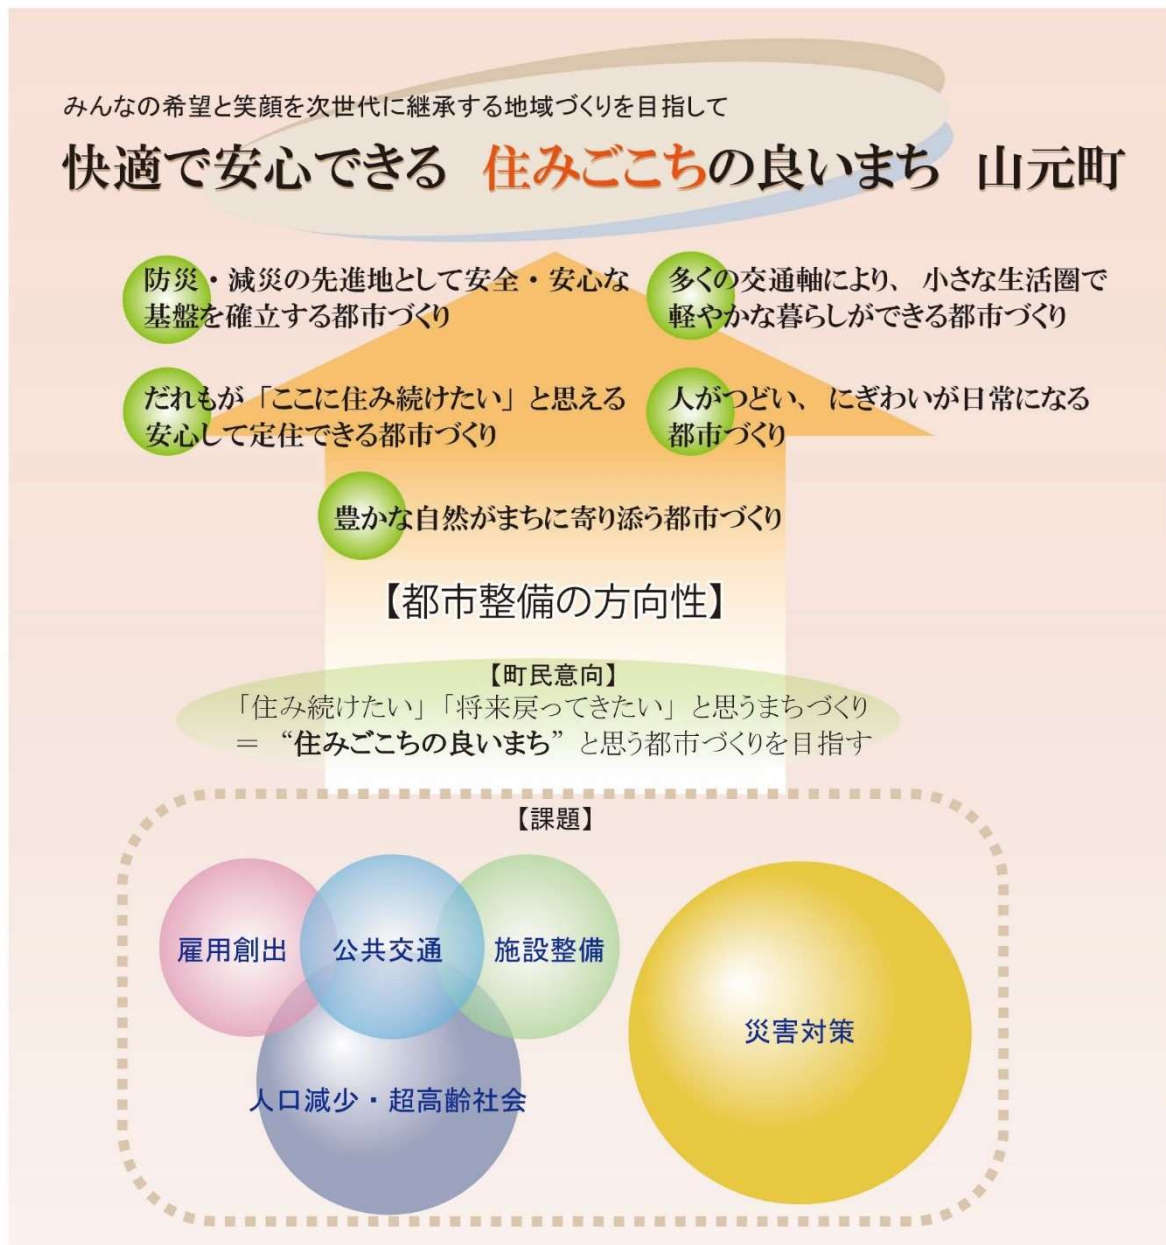 みんなの希望と笑顔を次世代に継承する地域づくりを目指して
快適で安心できる 住みごこちの良いまち 山元町
防災・減災の先進地として安全・安心な
基盤を確立する都市づくり
多くの交通軸により、小さな生活圏で
軽やかな暮らしができる都市づくり
だれもが「ここに住み続けたい」と思える
安心して定住できる都市づくり
人がつどい、にぎわいが日常になる
都市づくり
豊かな自然がまちに寄り添う都市づくり
【都市整備の方向性】
【町民意向】
「住み続けたい」「将来戻ってきたい」と思うまちづくり
＝ “住みごこちの良いまち” と思う都市づくりを目指す
【課題】
雇用創出
公共交通
施設整備
災害対策
人口減少・超高齢社会